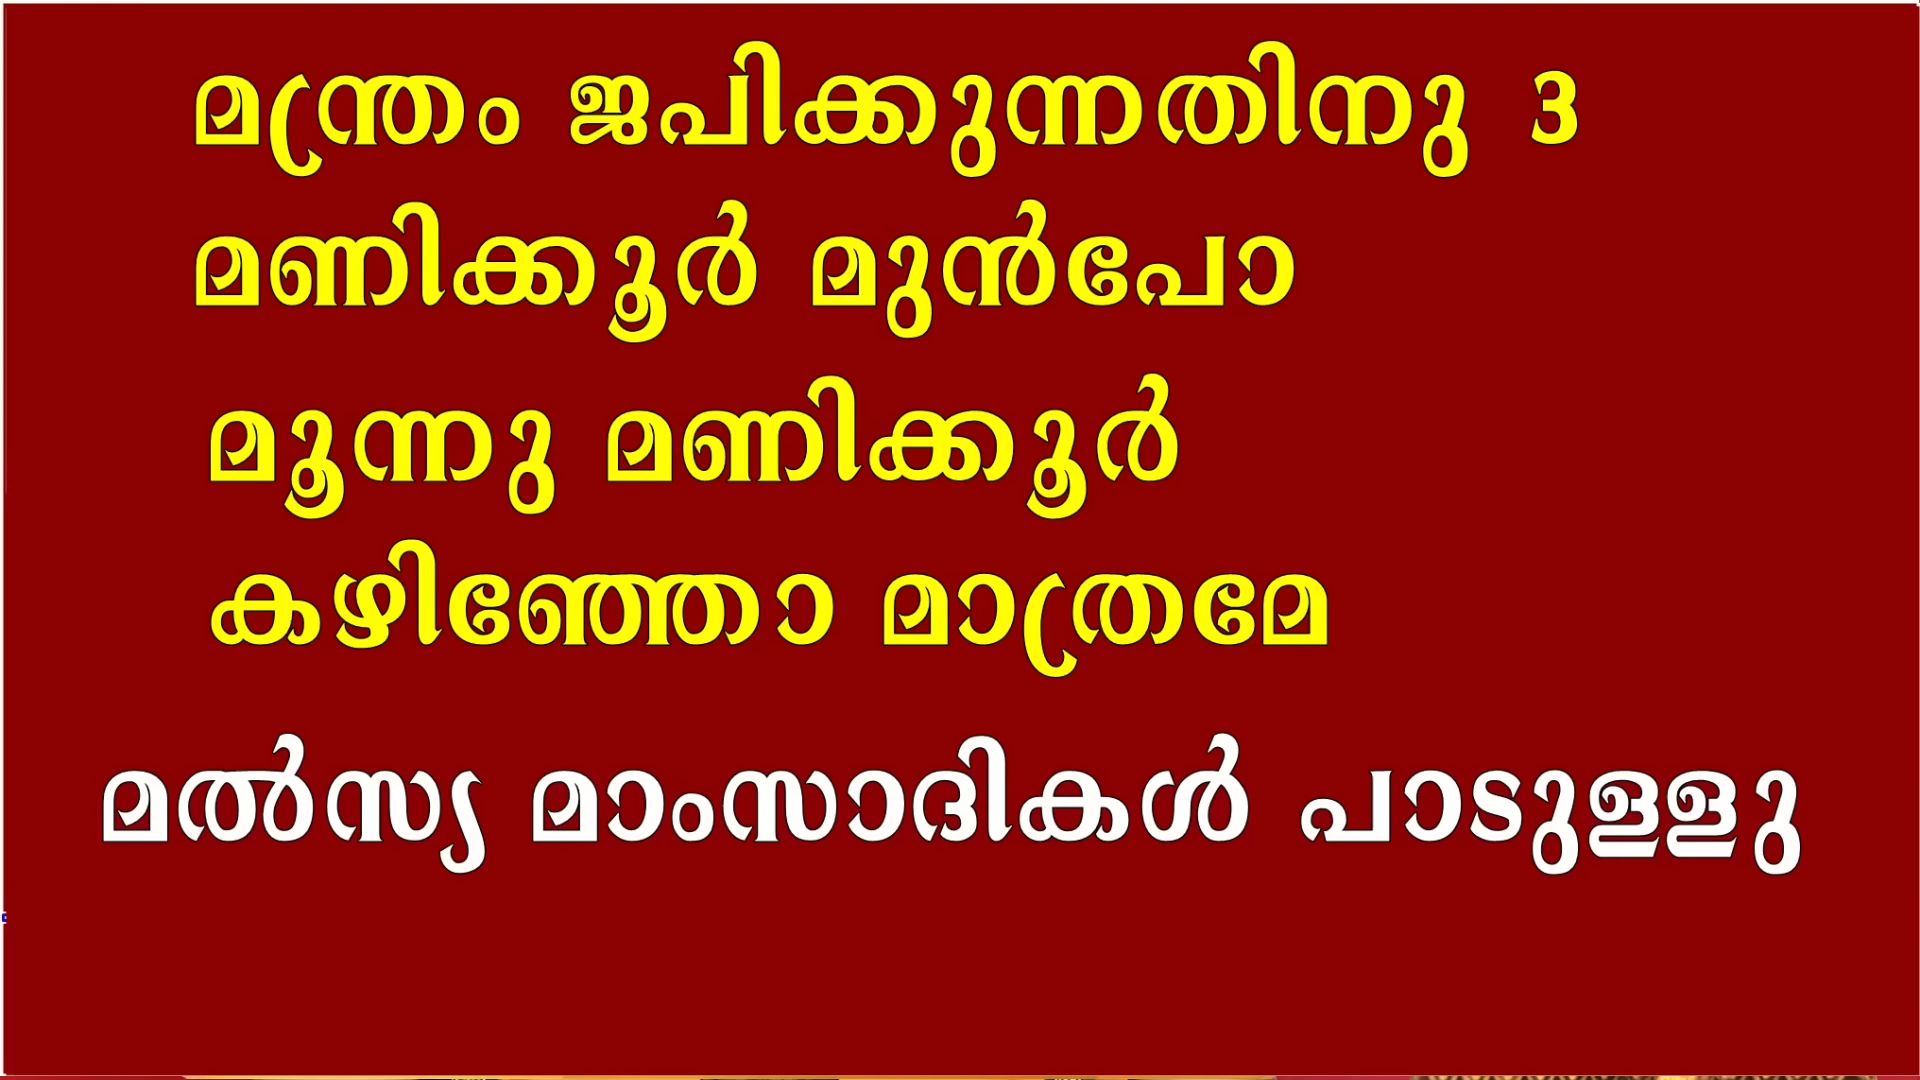 മന്ത്രം ജപിക്കുന്നതിനു 3
മണിക്കൂർ മുൻപോ
മൂന്നു മണിക്കൂർ
കഴിഞ്ഞോ മാത്രമേ
മൽസ്യ മാംസാദികൾ പാടുള്ളു